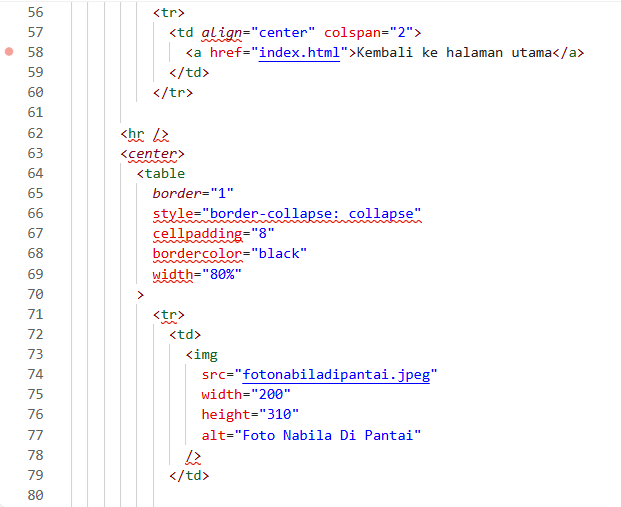 56 <tr>
57 <td align="center" colspan="2">
58 <a href="index.html">Kembali ke halaman utama</a>
59 </td>
60 </tr>
61
62 <hr />
63 <center>
64 <table
65 border="1"
66 style="border-collapse: collapse"
67 cellpadding="8"
68 bordercolor="black"
69 width="80%"
70 >
71 <tr>
72 <td>
73 <img
74 src="fotonabiladipantai.jpeg"
75 width="200"
76 height="310"
77 alt="Foto Nabila Di Pantai"
78 />
79 </td>
80